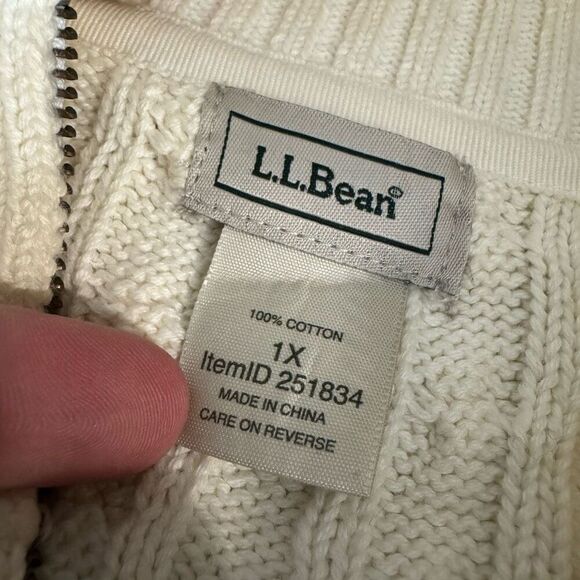 L.L.Bean®
100% COTTON
1X
ItemID 251834
MADE IN CHINA
CARE ON REVERSE